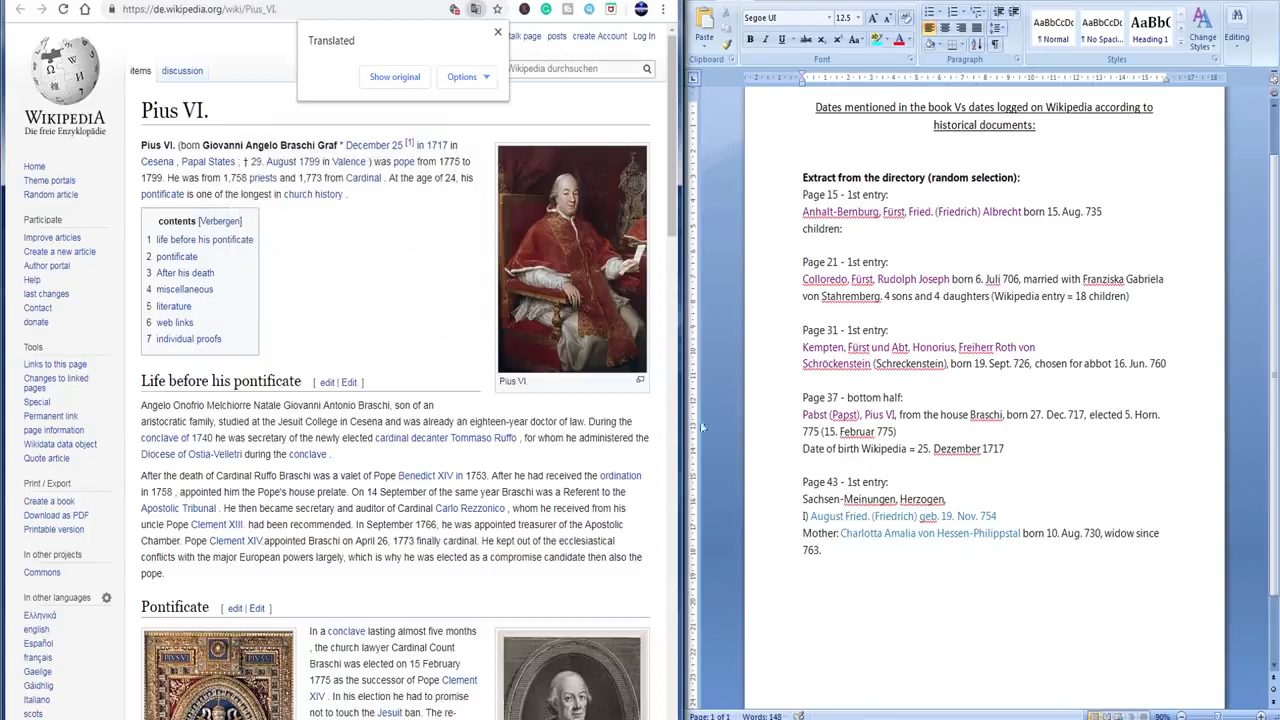 https://de.wikipedia.org/wiki/Pius_VI.
Translated
Show original
Options
talk page posts create Account Log In
items discussion
Wikipedia durchsuchen
WIKIPEDIA
Die freie Enzyklopädie
Home
Theme portals
Random article
Participate
Improve articles
Create a new article
Author portal
Help
last changes
Contact
donate
Tools
Links to this page
Changes to linked
pages
Special
Permanent link
page information
Wikidata data object
Quote article
Print / Export
Create a book
Download as PDF
Printable version
In other projects
Commons
In other languages
Ελληνικά
english
Español
français
Gaeilge
Gàidhlig
Italiano
scots
Pius VI.
Pius VI. (born Giovanni Angelo Braschi Graf * December 25 [1] in 1717 in
Cesena , Papal States ; † 29. August 1799 in Valence ) was pope from 1775 to
1799. He was from 1,758 priests and 1,773 from Cardinal . At the age of 24, his
pontificate is one of the longest in church history .
contents [Verbergen]
1 life before his pontificate
2 pontificate
3 After his death
4 miscellaneous
5 literature
6 web links
7 individual proofs
Pius VI.
Life before his pontificate [ edit | Edit ]
Angelo Onofrio Melchiorre Natale Giovanni Antonio Braschi, son of an
aristocratic family, studied at the Jesuit College in Cesena and was already an eighteen-year doctor of law. During the
conclave of 1740 he was secretary of the newly elected cardinal decanter Tommaso Ruffo , for whom he administered the
Diocese of Ostia-Velletri during the conclave .
After the death of Cardinal Ruffo Braschi was a valet of Pope Benedict XIV in 1753. After he had received the ordination
in 1758 , appointed him the Pope's house prelate. On 14 September of the same year Braschi was a Referent to the
Apostolic Tribunal . He then became secretary and auditor of Cardinal Carlo Rezzonico , whom he received from his
uncle Pope Clement XIII. had been recommended. In September 1766, he was appointed treasurer of the Apostolic
Chamber. Pope Clement XIV appointed Braschi on April 26, 1773 firally cardinal. He kept out of the ecclesiastical
conflicts with the major European powers largely, which is why he was elected as a compromise candidate then also the
pope.
Pontificate [ edit | Edit ]
In a conclave lasting almost five months
, the church lawyer Cardinal Count
Braschi was elected on 15 February
1775 as the successor of Pope Clement
XIV . In his election he had to promise
not to touch the Jesuit ban. The re-
Paste
Clipboard
Segoe UI 12.5
Font
Paragraph
AaBbCcDc AaBbCcDc AaBbC
¶ Normal ¶ No Spaci... Heading 1
Change
Styles
Styles
Editing
Dates mentioned in the book Vs dates logged on Wikipedia according to
historical documents:
Extract from the directory (random selection):
Page 15 - 1st entry:
Anhalt-Bernburg, Fürst, Fried. (Friedrich) Albrecht born 15. Aug. 735
children:
Page 21 - 1st entry:
Colloredo, Fürst, Rudolph Joseph born 6. Juli 706, married with Franziska Gabriela
von Stahremberg. 4 sons and 4 daughters (Wikipedia entry = 18 children)
Page 31 - 1st entry:
Kempten, Fürst und Abt, Honorius, Freiherr Roth von
Schröckenstein (Schreckenstein), born 19. Sept. 726, chosen for abbot 16. Jun. 760
Page 37 - bottom half:
Pabst (Papst), Pius VI, from the house Braschi, born 27. Dec. 717, elected 5. Horn.
775 (15. Februar 775)
Date of birth Wikipedia = 25. Dezember 1717
Page 43 - 1st entry:
Sachsen-Meinungen, Herzogen,
I) August Fried. (Friedrich) geb. 19. Nov. 754
Mother: Charlotta Amalia von Hessen-Philippstal born 10. Aug. 730, widow since
763.
Page: 1 of 1 Words: 148 90%